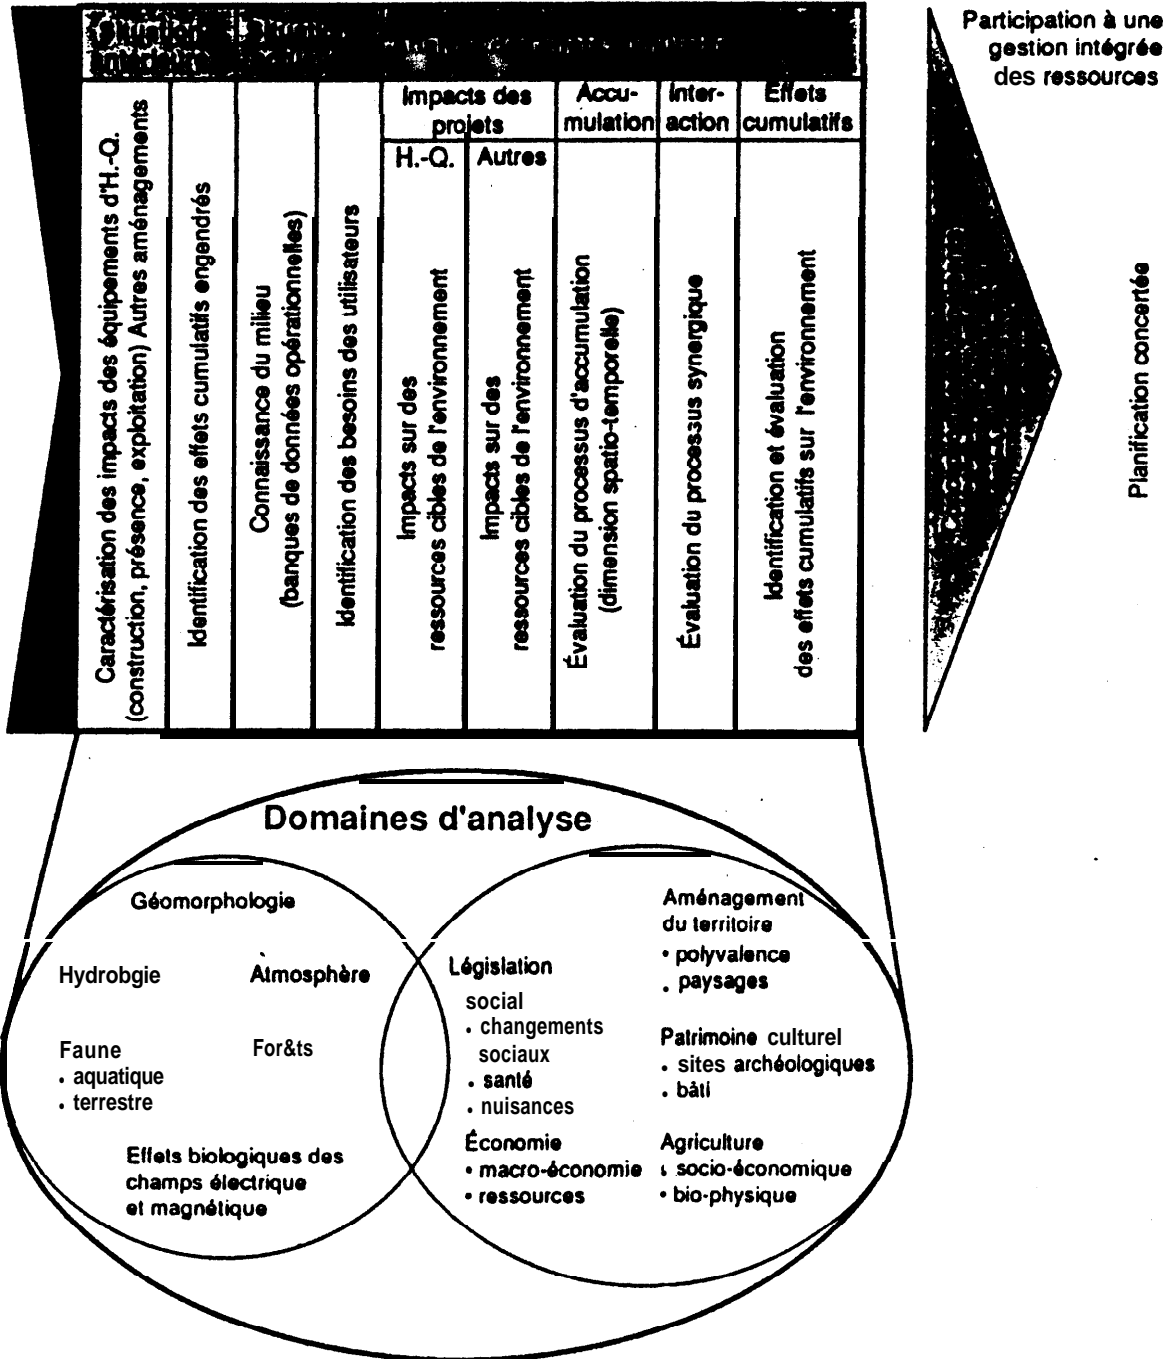 Participation à une
gestion intégrée
des ressources
Situation
antérieure
Impacts des
projets
Accu-
mulation
Inter-
action
Effets
cumulatifs
H.-Q.
Autres
Caractérisation des impacts des équipements d'H.-Q.
(construction, présence, exploitation) Autres aménagements
Identification des effets cumulatifs engendrés
Connaissance du milieu
(banques de données opérationnelles)
Identification des besoins des utilisateurs
Impacts sur des
ressources cibles de l'environnement
Impacts sur des
ressources cibles de l'environnement
Évaluation du processus d'accumulation
(dimension spatio-temporelle)
Évaluation du processus synergique
Identification et évaluation
des effets cumulatifs sur l'environnement
Planification concertée
Domaines d'analyse
Géomorphologie
Hydrobgie
Atmosphère
Faune
• aquatique
• terrestre
For&ts
Effets biologiques des
champs électrique
et magnétique
Législation
social
• changements
sociaux
• santé
• nuisances
Économie
• macro-économie
• ressources
Aménagement
du territoire
• polyvalence
• paysages
Patrimoine culturel
• sites archéologiques
• bâti
Agriculture
• socio-économique
• bio-physique